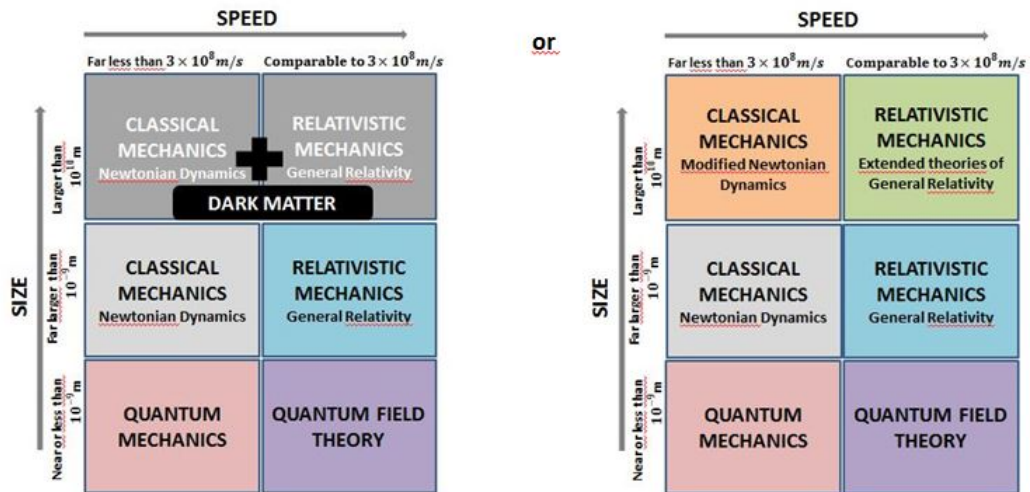 SPEED
Far less than 3 × 10⁸ m/s
Comparable to 3 × 10⁸ m/s
SIZE
Larger than
10¹⁸ m
CLASSICAL
MECHANICS
Newtonian Dynamics
RELATIVISTIC
MECHANICS
General Relativity
DARK MATTER
Far larger than
10⁻⁹ m
CLASSICAL
MECHANICS
Newtonian Dynamics
RELATIVISTIC
MECHANICS
General Relativity
Near or less than
10⁻⁹ m
QUANTUM
MECHANICS
QUANTUM FIELD
THEORY
or
SPEED
Far less than 3 × 10⁸ m/s
Comparable to 3 × 10⁸ m/s
SIZE
Larger than
10¹⁸ m
CLASSICAL
MECHANICS
Modified Newtonian
Dynamics
RELATIVISTIC
MECHANICS
Extended theories of
General Relativity
Far larger than
10⁻⁹ m
CLASSICAL
MECHANICS
Newtonian Dynamics
RELATIVISTIC
MECHANICS
General Relativity
Near or less than
10⁻⁹ m
QUANTUM
MECHANICS
QUANTUM FIELD
THEORY